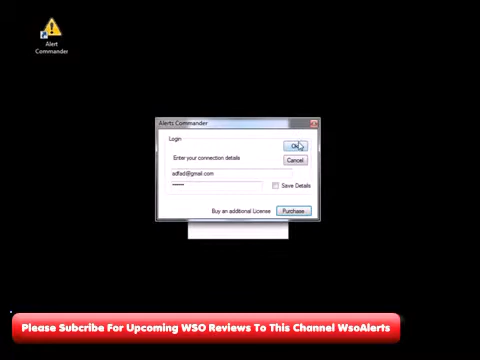 Alert
Commander
Alerts Commander
Login
Ok
Enter your connection details
Cancel
adfad@gmail.com
Save Details
Buy an additional License
Purchase
Please Subcribe For Upcoming WSO Reviews To This Channel WsoAlerts